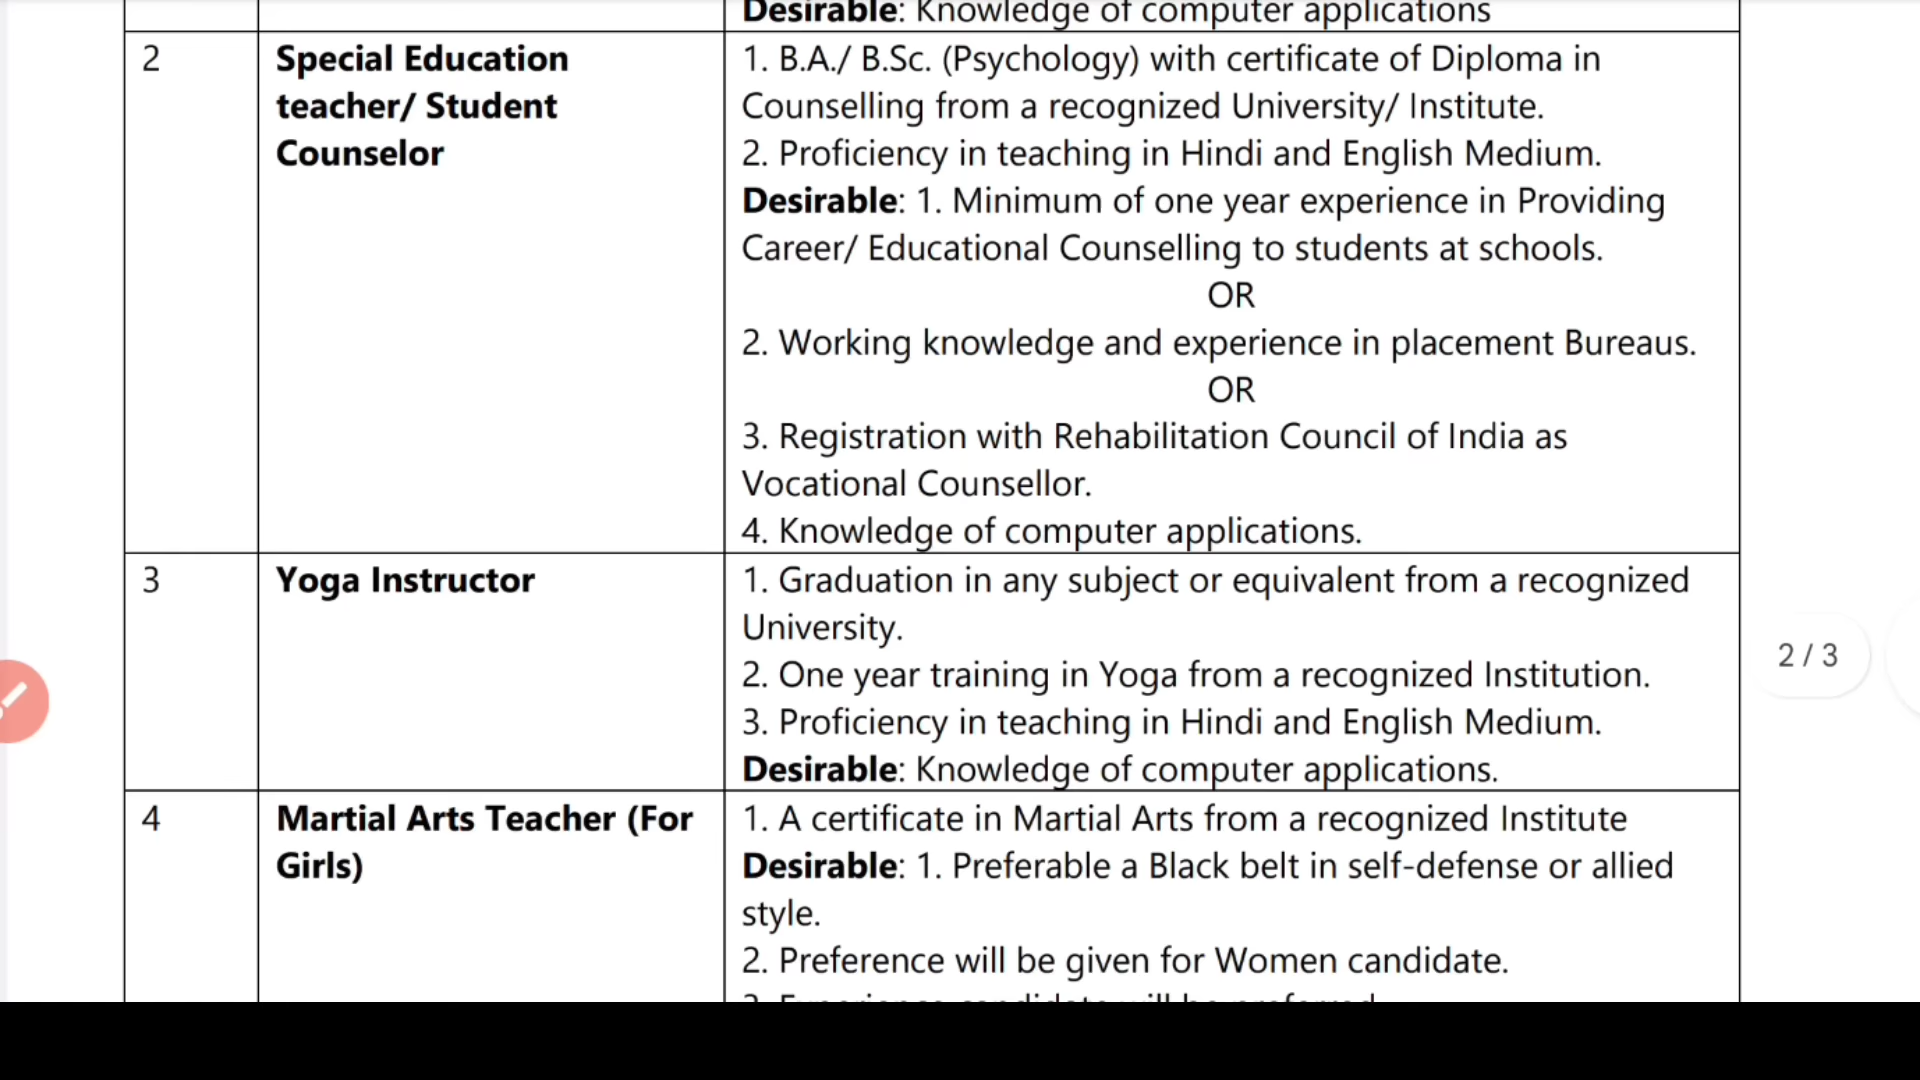 Desirable: Knowledge of computer applications
2
Special Education
teacher/ Student
Counselor
1. B.A./ B.Sc. (Psychology) with certificate of Diploma in
Counselling from a recognized University/ Institute.
2. Proficiency in teaching in Hindi and English Medium.
Desirable: 1. Minimum of one year experience in Providing
Career/ Educational Counselling to students at schools.
OR
2. Working knowledge and experience in placement Bureaus.
OR
3. Registration with Rehabilitation Council of India as
Vocational Counsellor.
4. Knowledge of computer applications.
3
Yoga Instructor
1. Graduation in any subject or equivalent from a recognized
University.
2. One year training in Yoga from a recognized Institution.
3. Proficiency in teaching in Hindi and English Medium.
Desirable: Knowledge of computer applications.
4
Martial Arts Teacher (For
Girls)
1. A certificate in Martial Arts from a recognized Institute
Desirable: 1. Preferable a Black belt in self-defense or allied
style.
2. Preference will be given for Women candidate.
3. Experience candidate will be preferred
2 / 3